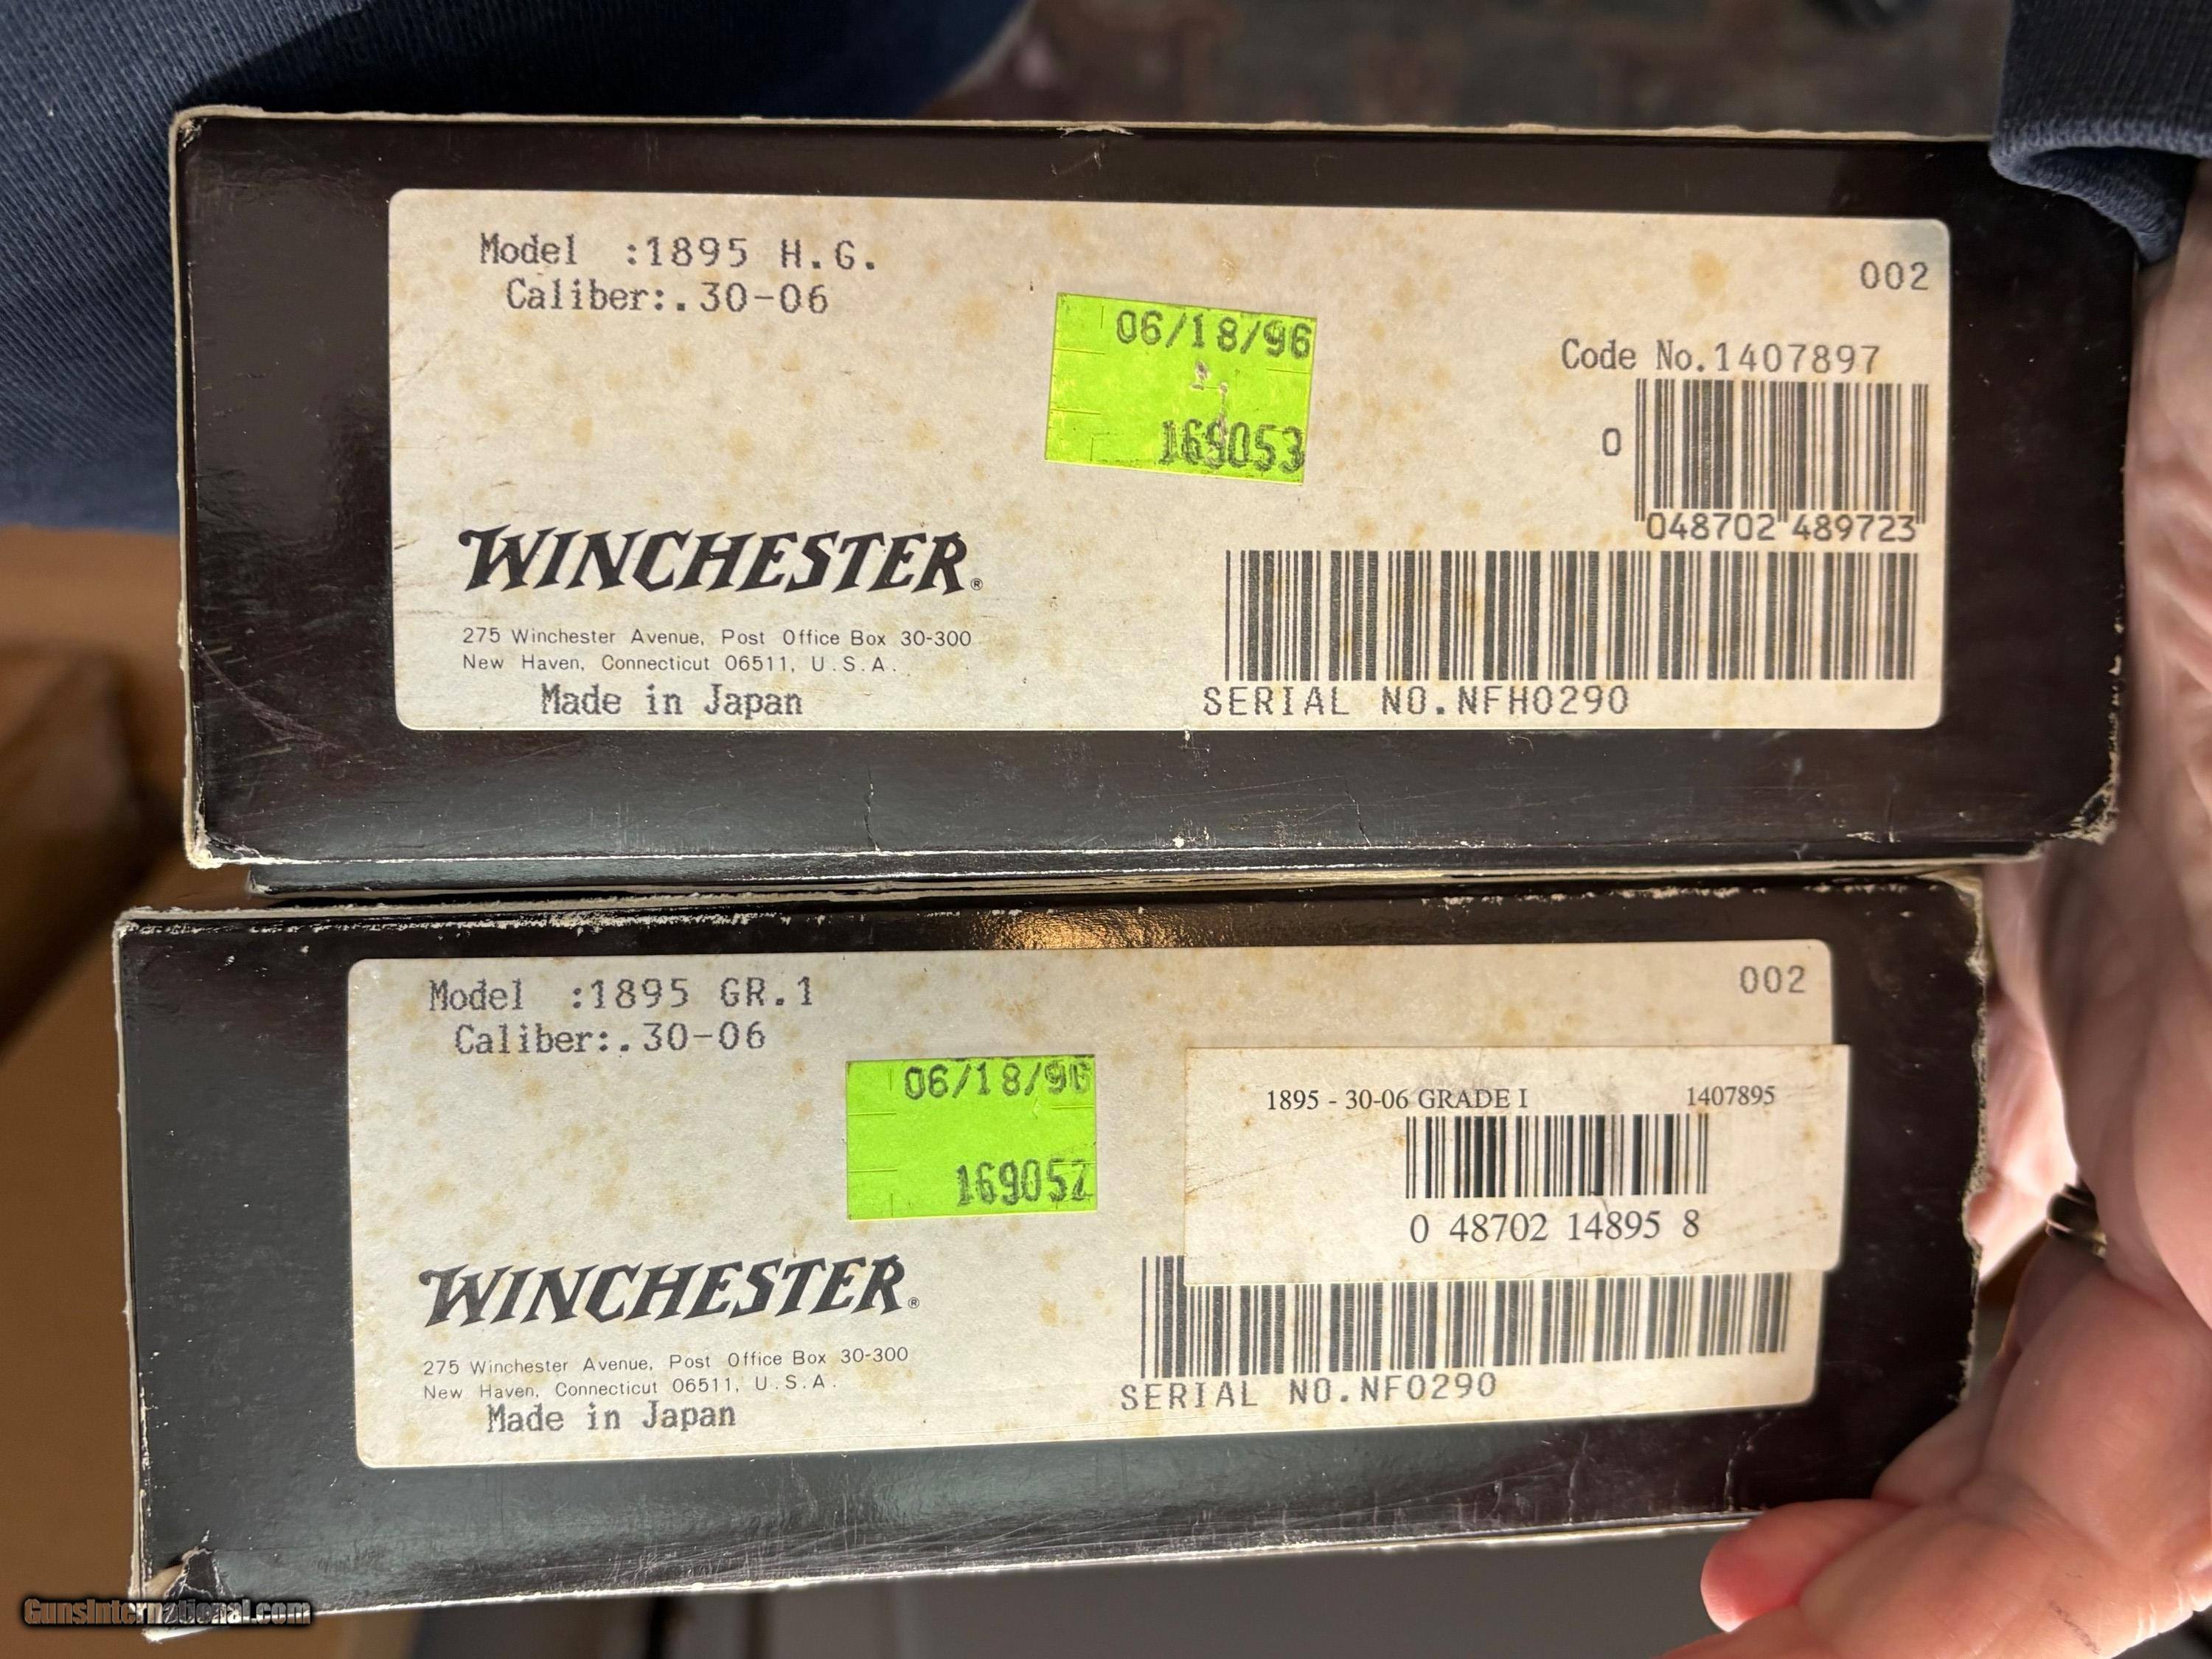 Model :1895 H.G.
Caliber:.30-06
002
06/18/96
169053
Code No.1407897
0
048702 489723
WINCHESTER®
275 Winchester Avenue, Post Office Box 30-300
New Haven, Connecticut 06511, U.S.A.
Made in Japan
SERIAL NO.NFH0290
Model :1895 GR.1
Caliber:.30-06
002
06/18/96
169052
1895 - 30-06 GRADE I 1407895
0 48702 14895 8
WINCHESTER®
275 Winchester Avenue, Post Office Box 30-300
New Haven, Connecticut 06511, U.S.A.
Made in Japan
SERIAL NO.NF0290
GunsInternational.com